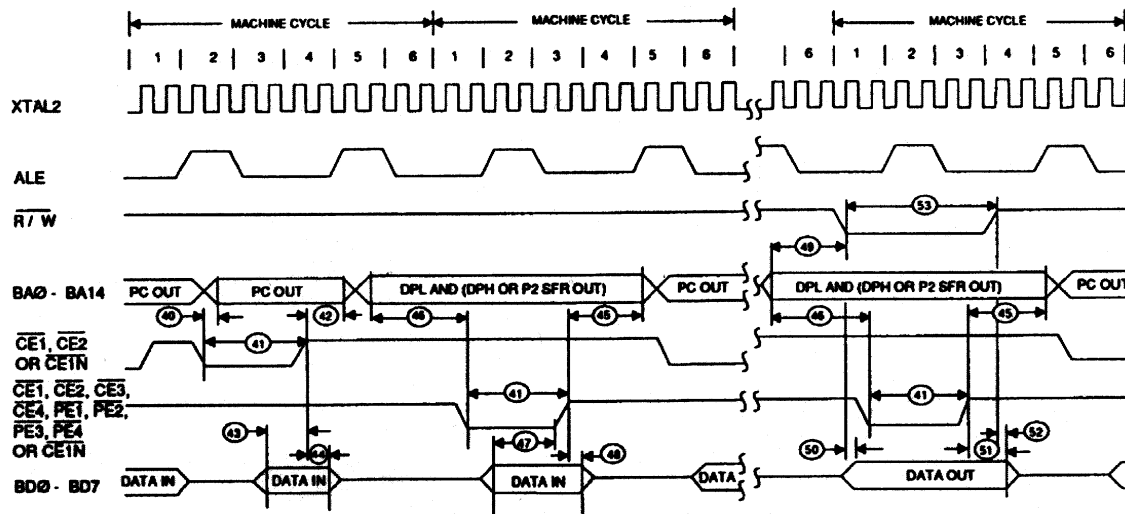 MACHINE CYCLE MACHINE CYCLE MACHINE CYCLE
1 2 3 4 5 6 1 2 3 4 5 6 6 1 2 3 4 5 6
XTAL2
ALE
R / W 53
49
BAØ - BA14 PC OUT PC OUT DPL AND (DPH OR P2 SFR OUT) PC OUT DPL AND (DPH OR P2 SFR OUT) PC OUT
40 42 46 45 46 45
CE1, CE2 41
OR CE1N
CE1, CE2, CE3, 41 41
CE4, PE1, PE2,
PE3, PE4 43 47 52
OR CE1N 44 48 50 51
BDØ - BD7 DATA IN DATA IN DATA IN DATA DATA OUT